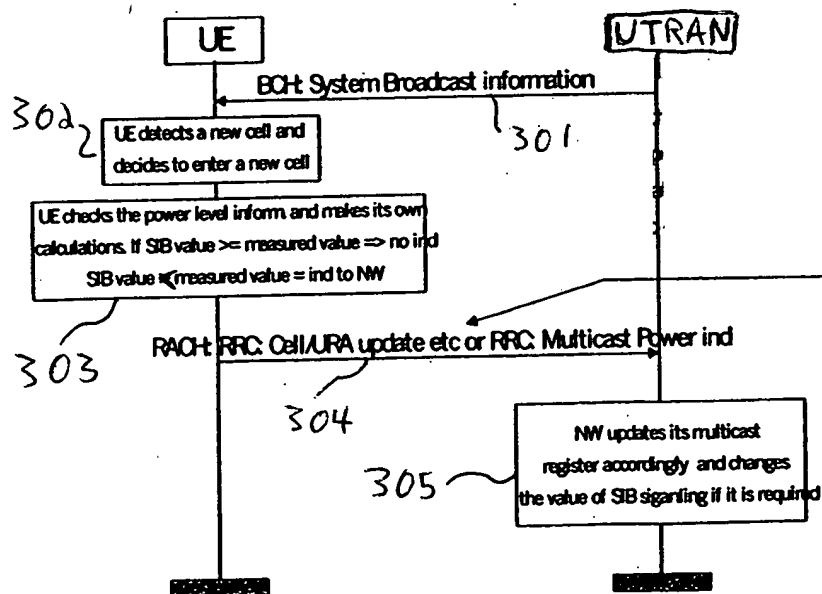 UE
UTRAN
BCH: System Broadcast information
301
302
UE detects a new cell and
decides to enter a new cell
UE checks the power level inform. and makes its own
calculations. If SIB value >= measured value => no ind
SIB value < measured value = ind to NW
303
RACH: RRC: Cell/URA update etc or RRC: Multicast Power ind
304
NW updates its multicast
register accordingly and changes
the value of SIB siganling if it is required
305